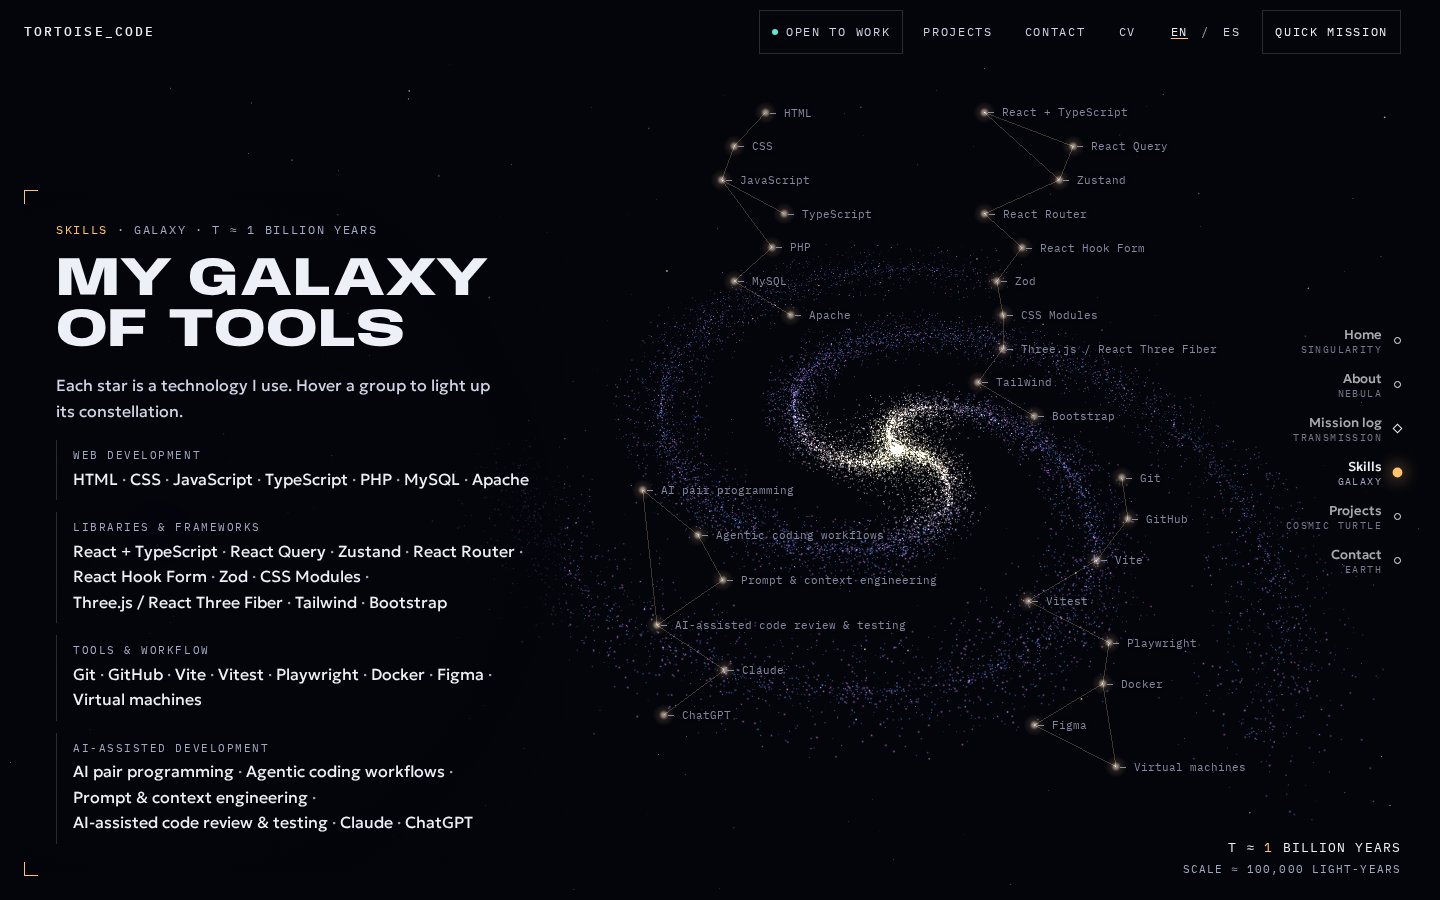 TORTOISE_CODE
OPEN TO WORK
PROJECTS
CONTACT
CV
EN / ES
QUICK MISSION
SKILLS · GALAXY · T ≈ 1 BILLION YEARS
MY GALAXY
OF TOOLS
Each star is a technology I use. Hover a group to light up
its constellation.
WEB DEVELOPMENT
HTML · CSS · JavaScript · TypeScript · PHP · MySQL · Apache
LIBRARIES & FRAMEWORKS
React + TypeScript · React Query · Zustand · React Router ·
React Hook Form · Zod · CSS Modules ·
Three.js / React Three Fiber · Tailwind · Bootstrap
TOOLS & WORKFLOW
Git · GitHub · Vite · Vitest · Playwright · Docker · Figma ·
Virtual machines
AI-ASSISTED DEVELOPMENT
AI pair programming · Agentic coding workflows ·
Prompt & context engineering ·
AI-assisted code review & testing · Claude · ChatGPT
HTML
CSS
JavaScript
TypeScript
PHP
MySQL
Apache
React + TypeScript
React Query
Zustand
React Router
React Hook Form
Zod
CSS Modules
Three.js / React Three Fiber
Tailwind
Bootstrap
AI pair programming
Agentic coding workflows
Prompt & context engineering
AI-assisted code review & testing
Claude
ChatGPT
Git
GitHub
Vite
Vitest
Playwright
Docker
Figma
Virtual machines
Home
SINGULARITY
About
NEBULA
Mission log
TRANSMISSION
Skills
GALAXY
Projects
COSMIC TURTLE
Contact
EARTH
T ≈ 1 BILLION YEARS
SCALE ≈ 100,000 LIGHT-YEARS